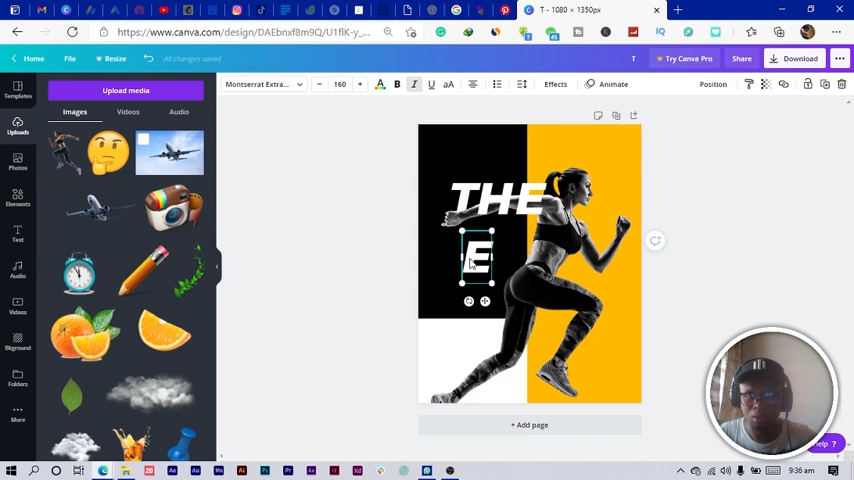 T - 1080 × 1350px
https://www.canva.com/design/DAEbnxf8m9Q/U1flK-y_...
Home
File
Resize
All changes saved
T
Try Canva Pro
Share
Download
Montserrat Extra...
160
B
I
U
aA
Effects
Animate
Position
Templates
Uploads
Photos
Elements
Text
Audio
Videos
Bkground
Folders
More
Upload media
Images
Videos
Audio
THE
E
+ Add page
Help ?
9:36 am